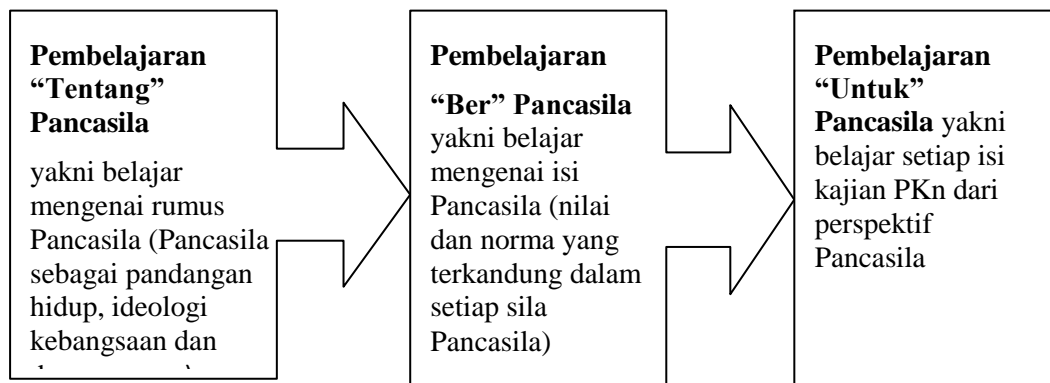 Pembelajaran
“Tentang”
Pancasila
yakni belajar
mengenai rumus
Pancasila (Pancasila
sebagai pandangan
hidup, ideologi
kebangsaan dan
Pembelajaran
“Ber” Pancasila
yakni belajar
mengenai isi
Pancasila (nilai
dan norma yang
terkandung dalam
setiap sila
Pancasila)
Pembelajaran
“Untuk”
Pancasila yakni
belajar setiap isi
kajian PKn dari
perspektif
Pancasila